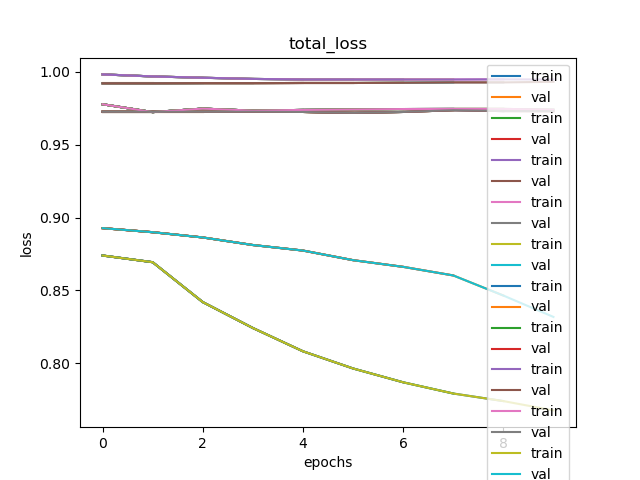 total_loss
1.00
0.95
0.90
0.85
0.80
loss
0
2
4
6
8
epochs
train
val
train
val
train
val
train
val
train
val
train
val
train
val
train
val
train
val
train
val